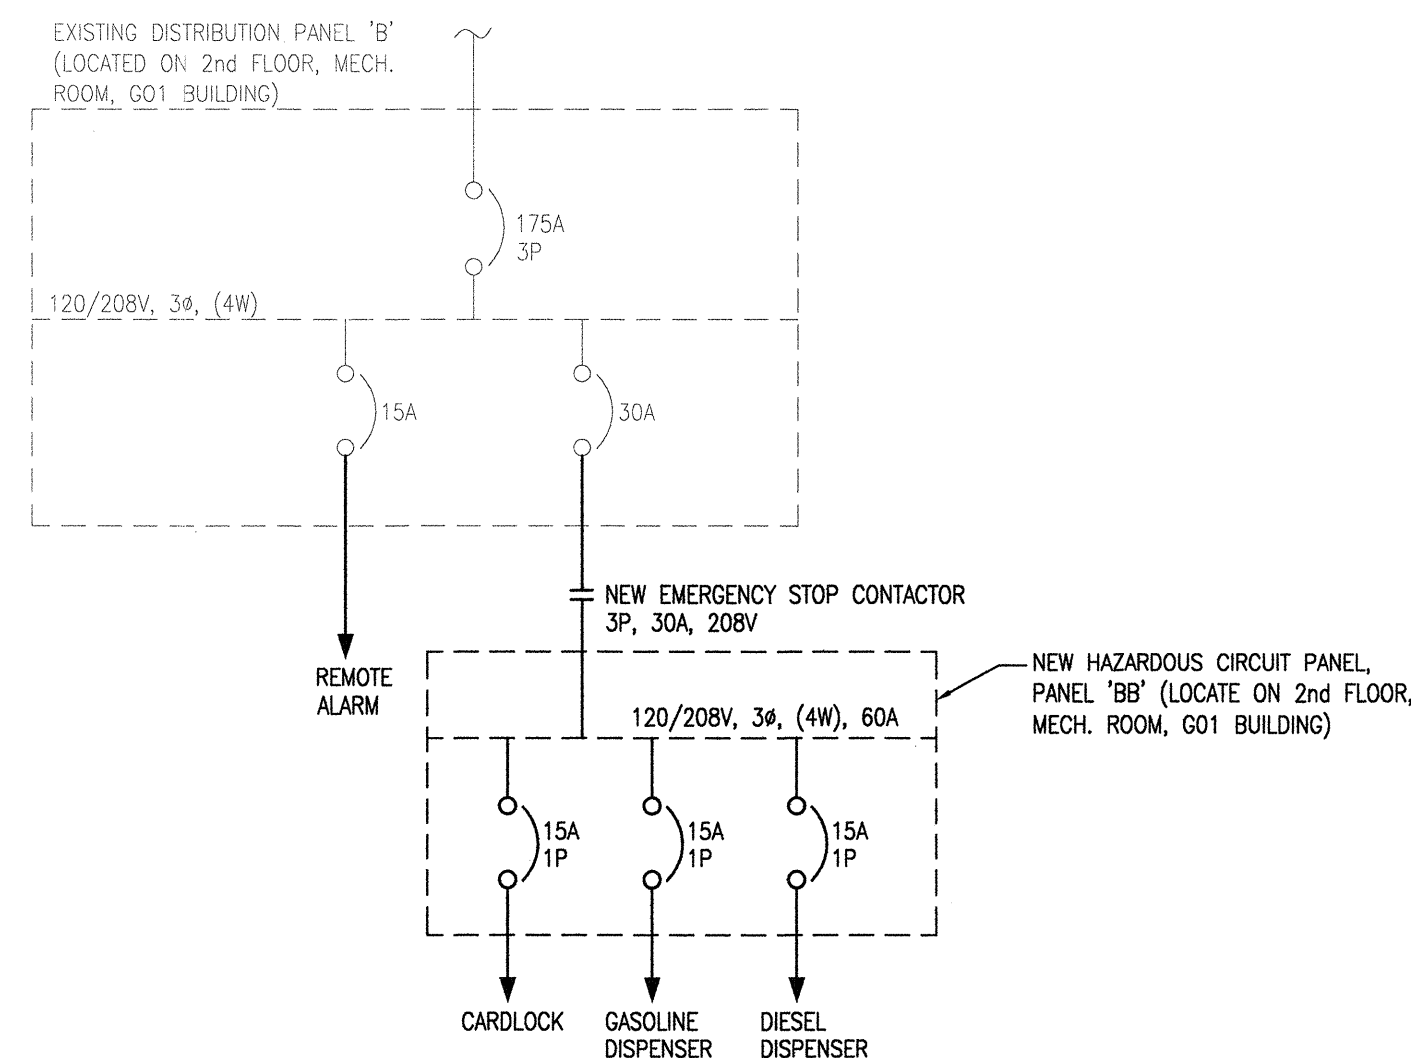 EXISTING DISTRIBUTION PANEL 'B'
(LOCATED ON 2nd FLOOR, MECH.
ROOM, G01 BUILDING)
175A
3P
120/208V, 3ø, (4W)
15A
30A
NEW EMERGENCY STOP CONTACTOR
3P, 30A, 208V
REMOTE
ALARM
NEW HAZARDOUS CIRCUIT PANEL,
PANEL 'BB' (LOCATE ON 2nd FLOOR,
MECH. ROOM, G01 BUILDING)
120/208V, 3ø, (4W), 60A
15A
1P
15A
1P
15A
1P
CARDLOCK
GASOLINE
DISPENSER
DIESEL
DISPENSER